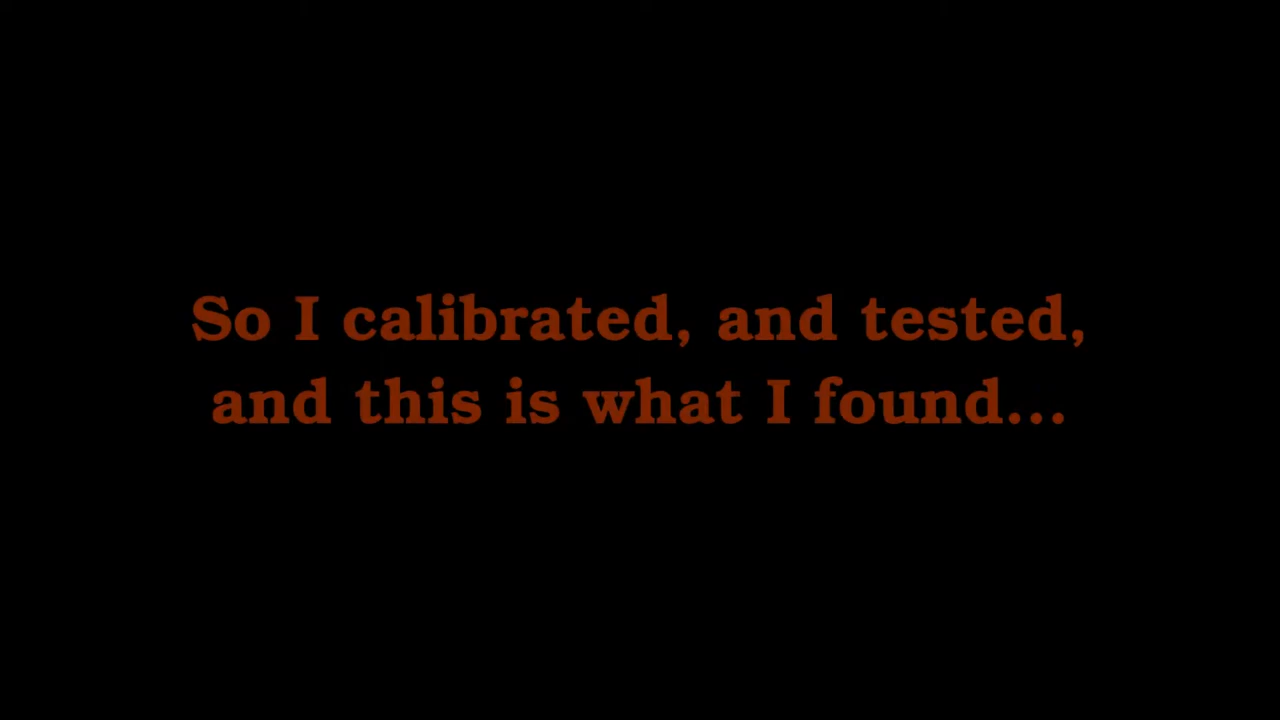 So I calibrated, and tested,
and this is what I found...